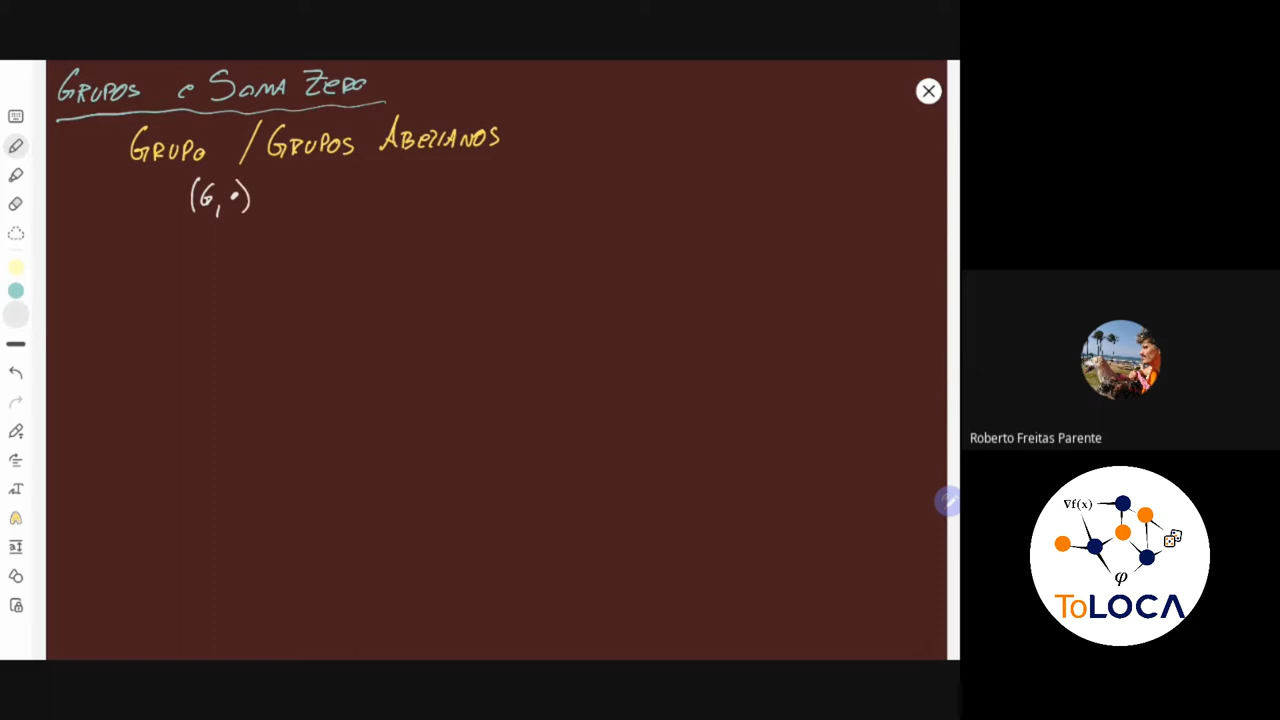 GRUPOS e SOMA ZERO
GRUPO / GRUPOS ABELIANOS
(G, •)
Roberto Freitas Parente
∇f(x)
φ
ToLOCA